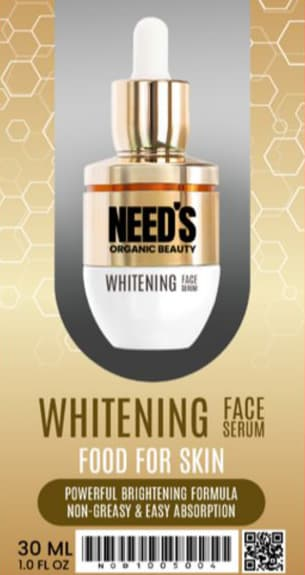 NEED'S
ORGANIC BEAUTY
WHITENING FACE SERUM
WHITENING FACE SERUM
FOOD FOR SKIN
POWERFUL BRIGHTENING FORMULA
NON-GREASY & EASY ABSORPTION
30 ML
1.0 FL OZ
N081005004